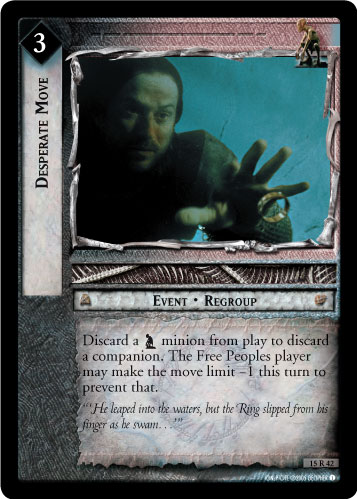 3
DESPERATE MOVE
EVENT • REGROUP
Discard a minion from play to discard
a companion. The Free Peoples player
may make the move limit –1 this turn to
prevent that.
“‘He leaped into the waters, but the Ring slipped from his
finger as he swam. . .’”
15 R 42